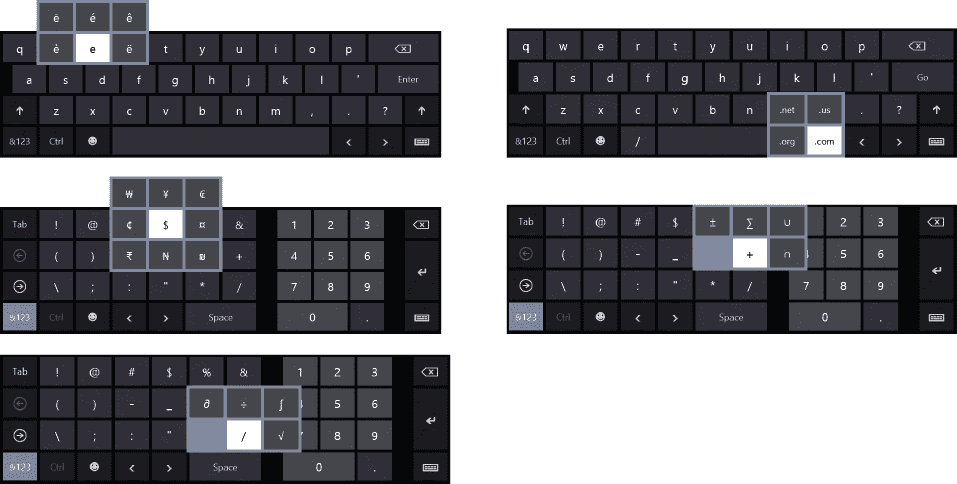 é ê
q è e ë t y u i o p
a s d f g h j k l ' Enter
z x c v b n m , . ? 
&123 Ctrl < >
q w e r t y u i o p
a s d f g h j k l ' Go
z x c v b n .net .us . ?
&123 Ctrl / .org .com < >
₩ ¥ €
Tab ! @ ¢ $ ¤ & 1 2 3
( ) ₹ ₦ ₪ + 4 5 6
\ ; : " * / 7 8 9
&123 Ctrl < > Space 0 .
Tab ! @ # $ ± ∑ ∪ 2 3
( ) - _ + ∩ 5 6
\ ; : " * / 7 8 9
&123 Ctrl < > Space 0 .
Tab ! @ # $ % & 1 2 3
( ) - _ ∂ ÷ ∫ 5 6
\ ; : " / √ 8 9
&123 Ctrl < > Space 0 .